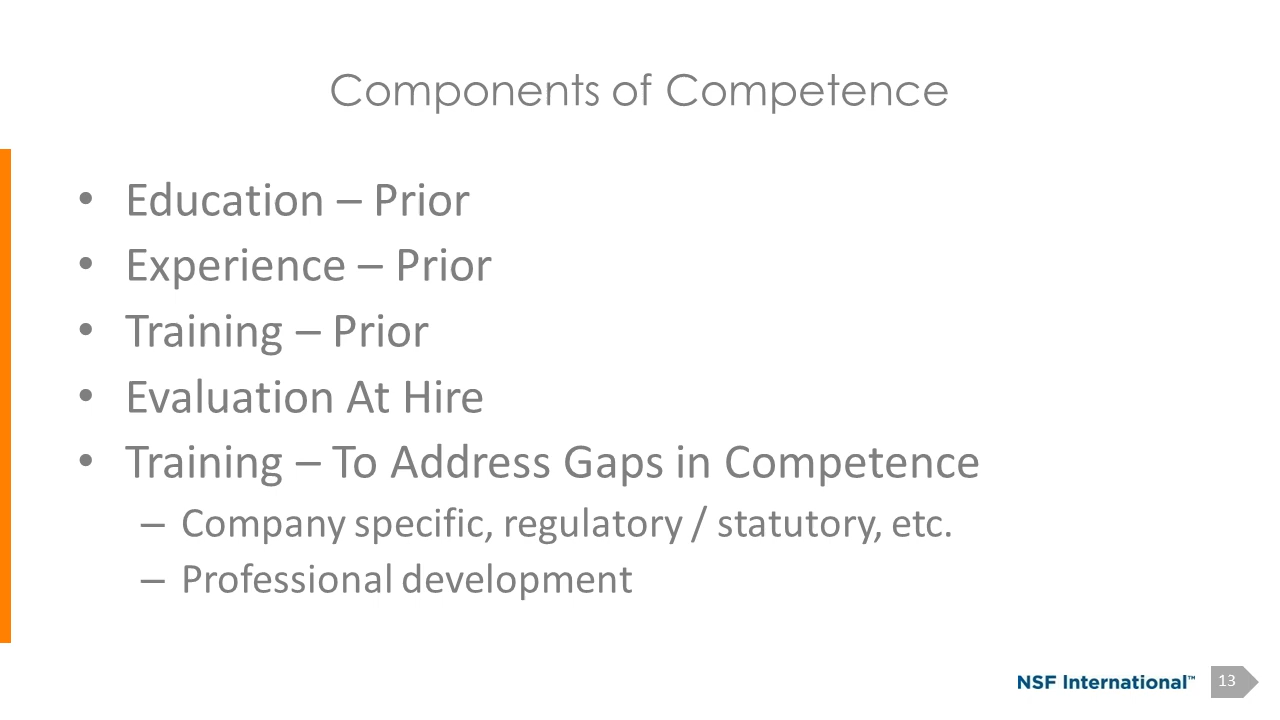 Components of Competence
• Education – Prior
• Experience – Prior
• Training – Prior
• Evaluation At Hire
• Training – To Address Gaps in Competence
– Company specific, regulatory / statutory, etc.
– Professional development
NSF International™
13